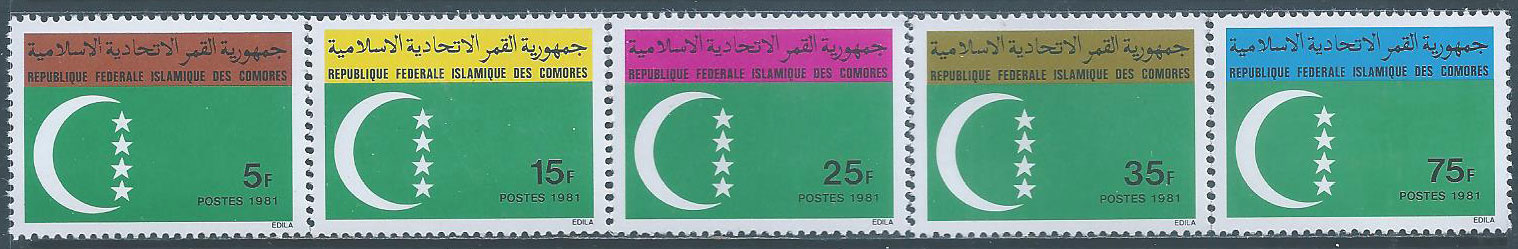 جمهورية القمر الاتحادية الاسلامية
REPUBLIQUE FEDERALE ISLAMIQUE DES COMORES
5F
POSTES 1981
EDILA
جمهورية القمر الاتحادية الاسلامية
REPUBLIQUE FEDERALE ISLAMIQUE DES COMORES
15F
POSTES 1981
EDILA
جمهورية القمر الاتحادية الاسلامية
REPUBLIQUE FEDERALE ISLAMIQUE DES COMORES
25F
POSTES 1981
EDILA
جمهورية القمر الاتحادية الاسلامية
REPUBLIQUE FEDERALE ISLAMIQUE DES COMORES
35F
POSTES 1981
EDILA
جمهورية القمر الاتحادية الاسلامية
REPUBLIQUE FEDERALE ISLAMIQUE DES COMORES
75F
POSTES 1981
EDILA